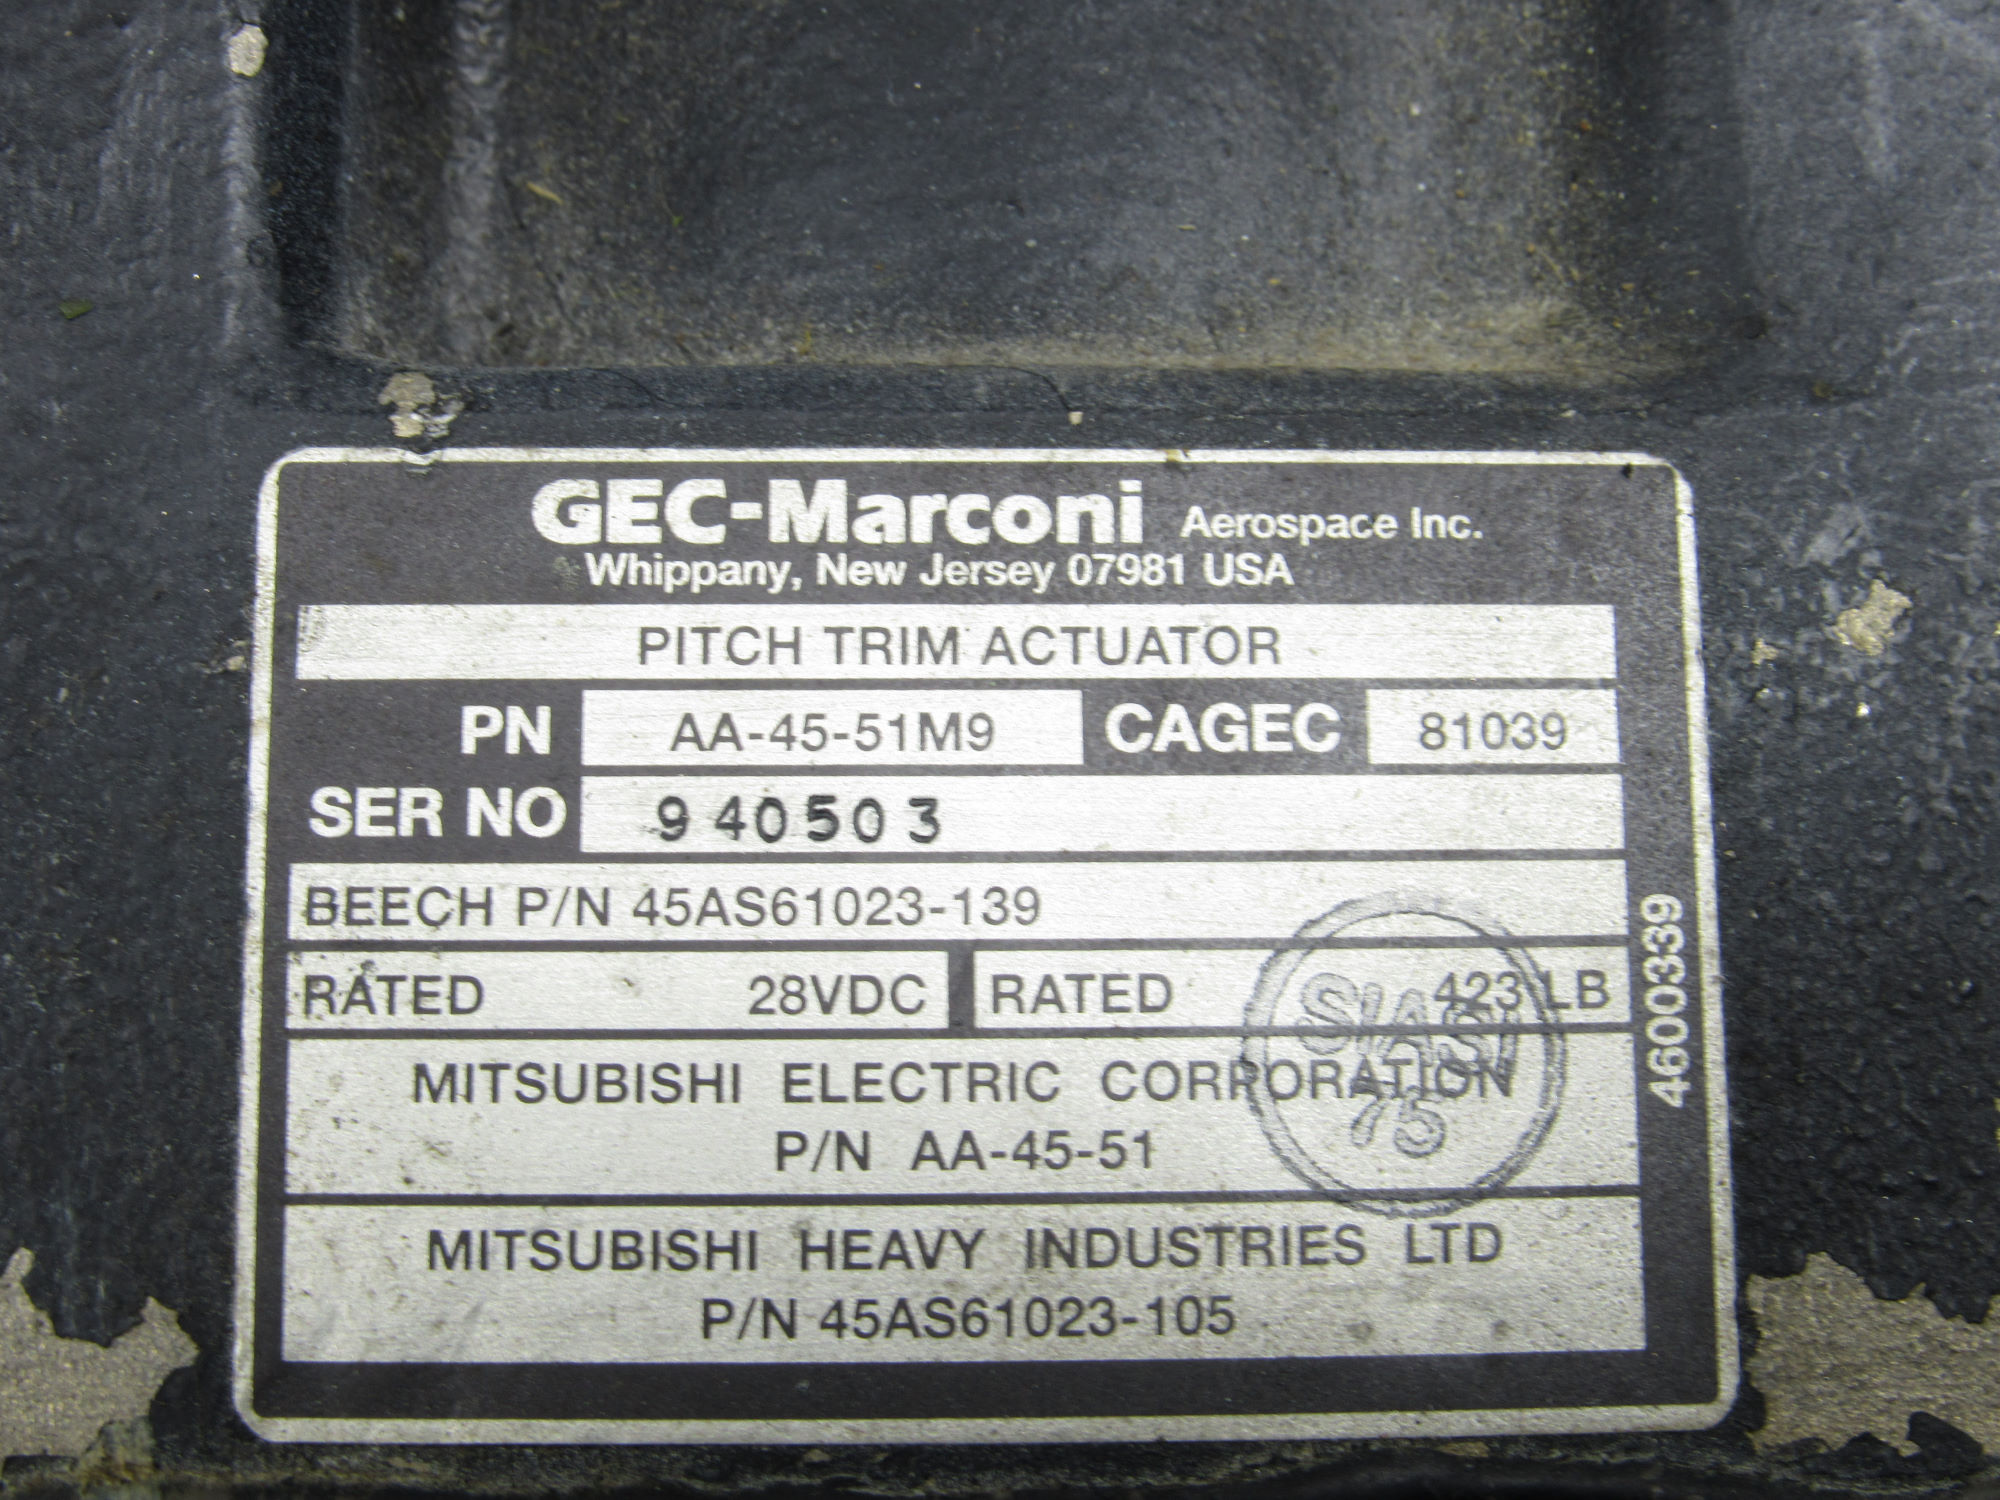 GEC-Marconi Aerospace Inc.
Whippany, New Jersey 07981 USA
PITCH TRIM ACTUATOR
PN AA-45-51M9 CAGEC 81039
SER NO 940503
BEECH P/N 45AS61023-139
RATED 28VDC RATED 423 LB
MITSUBISHI ELECTRIC CORPORATION
P/N AA-45-51
MITSUBISHI HEAVY INDUSTRIES LTD
P/N 45AS61023-105
4600339
75